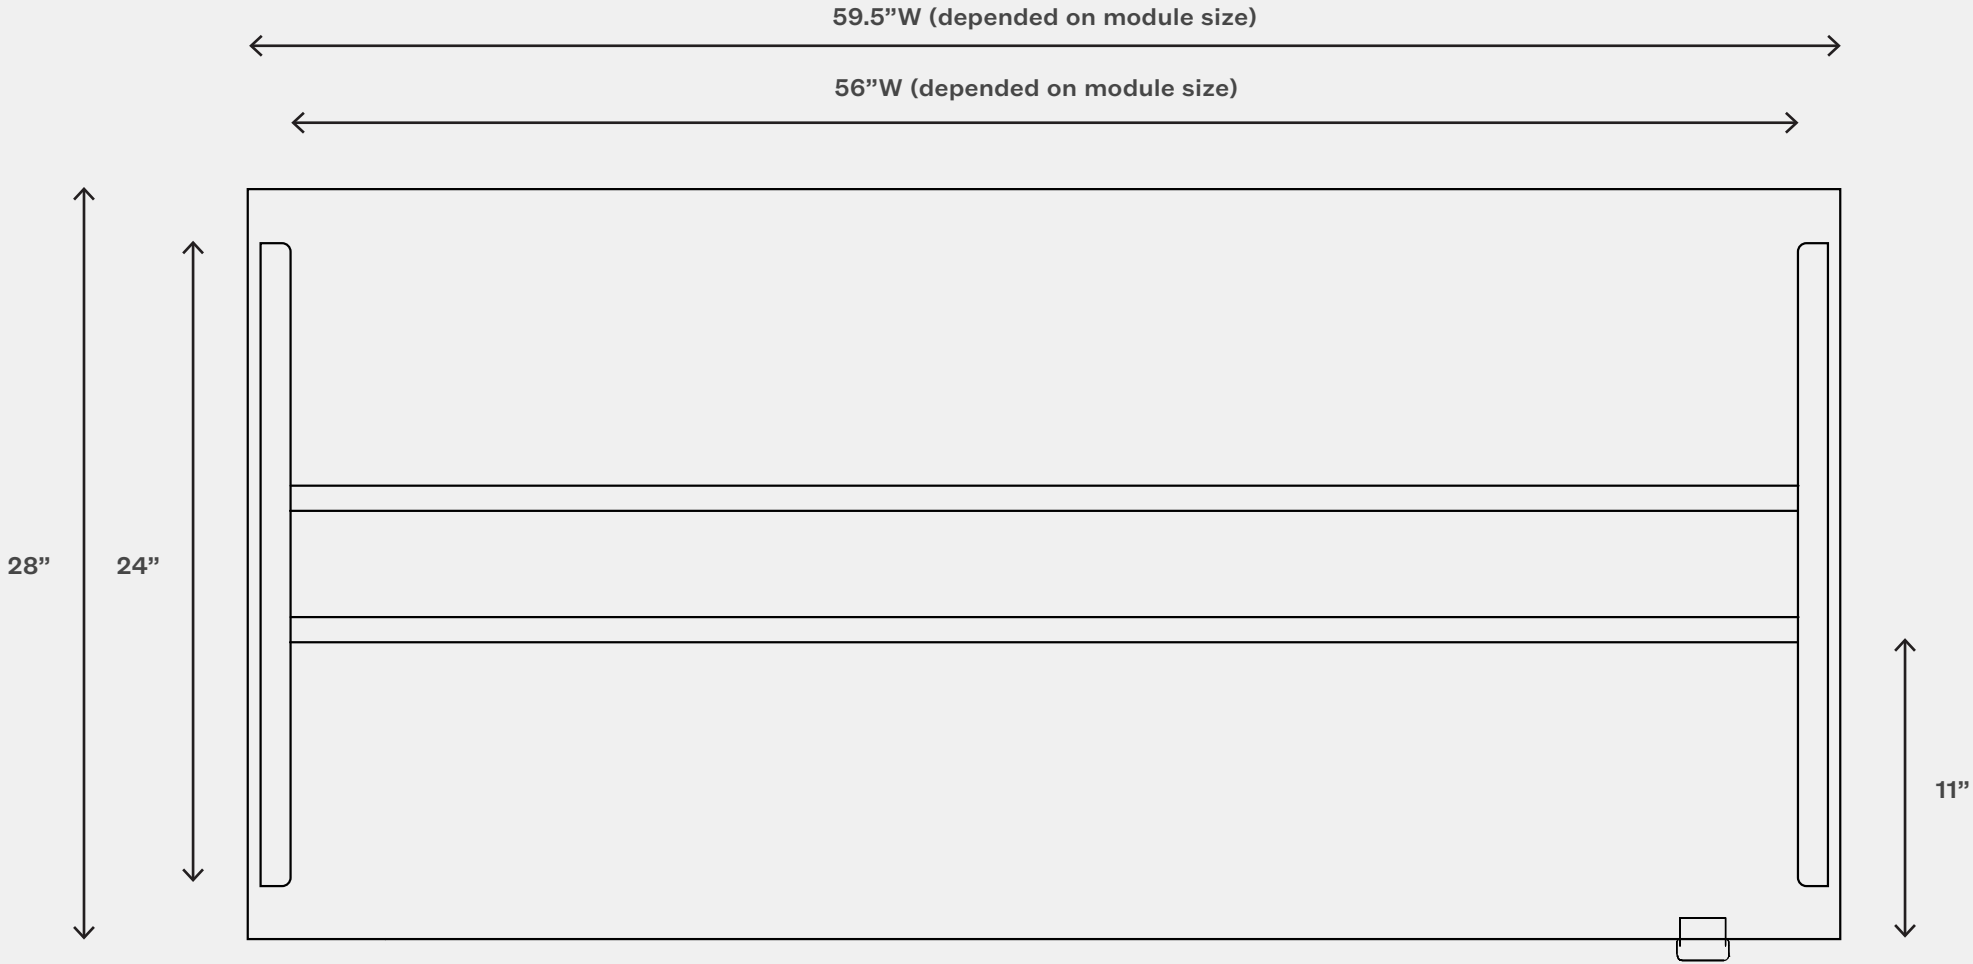 59.5”W (depended on module size)
56”W (depended on module size)
28”
24”
11”